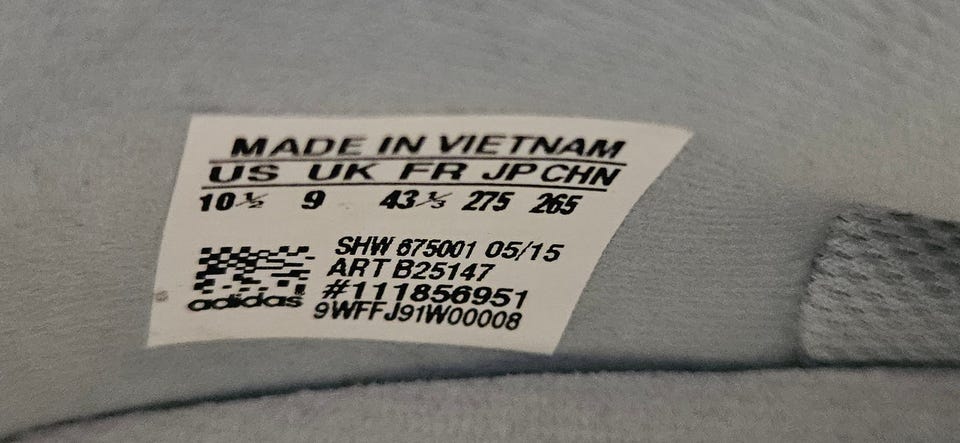 MADE IN VIETNAM
US UK FR JP CHN
10½ 9 43⅓ 275 265
SHW 675001 05/15
ART B25147
#111856951
adidas
9WFFJ91W00008